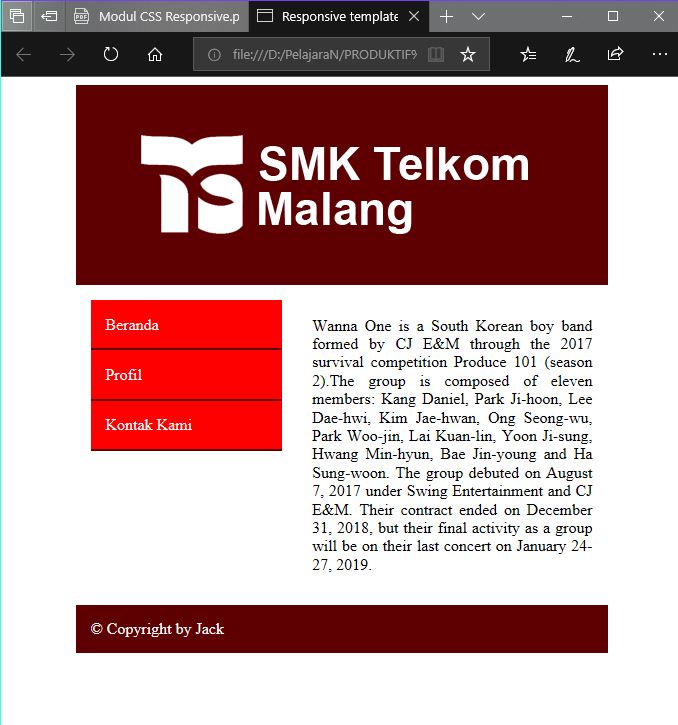 Modul CSS Responsive.p
Responsive template
file:///D:/PelajaraN/PRODUKTIF9
SMK Telkom
Malang
Beranda
Profil
Kontak Kami
Wanna One is a South Korean boy band
formed by CJ E&M through the 2017
survival competition Produce 101 (season
2).The group is composed of eleven
members: Kang Daniel, Park Ji-hoon, Lee
Dae-hwi, Kim Jae-hwan, Ong Seong-wu,
Park Woo-jin, Lai Kuan-lin, Yoon Ji-sung,
Hwang Min-hyun, Bae Jin-young and Ha
Sung-woon. The group debuted on August
7, 2017 under Swing Entertainment and CJ
E&M. Their contract ended on December
31, 2018, but their final activity as a group
will be on their last concert on January 24-
27, 2019.
© Copyright by Jack